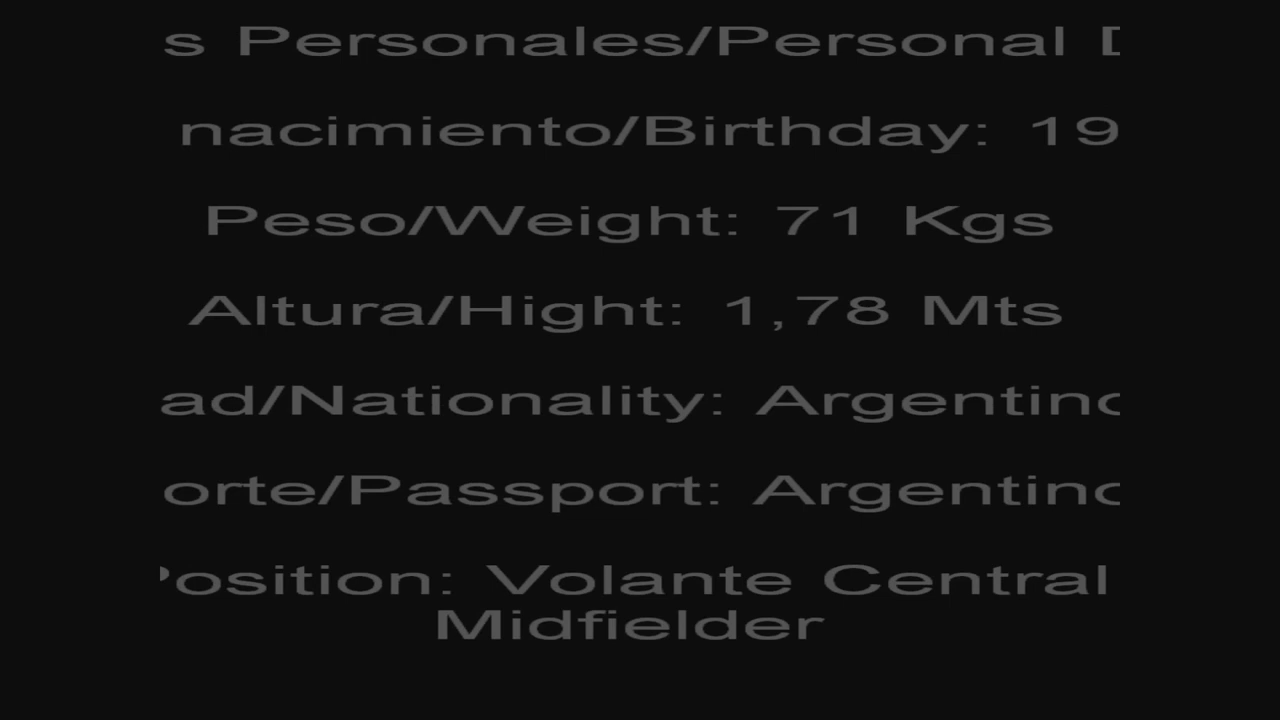 s Personales/Personal
nacimiento/Birthday: 19
Peso/Weight: 71 Kgs
Altura/Hight: 1,78 Mts
ad/Nationality: Argentino
orte/Passport: Argentino
Position: Volante Central
Midfielder